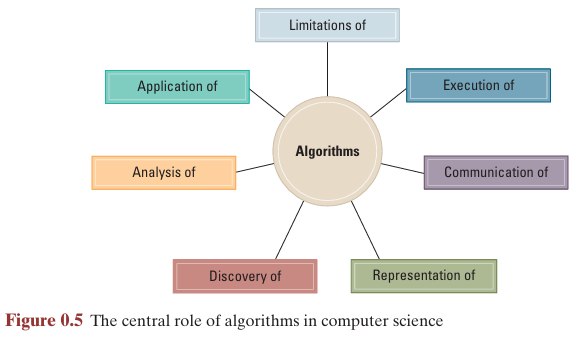 Limitations of
Application of
Execution of
Algorithms
Analysis of
Communication of
Discovery of
Representation of
Figure 0.5 The central role of algorithms in computer science